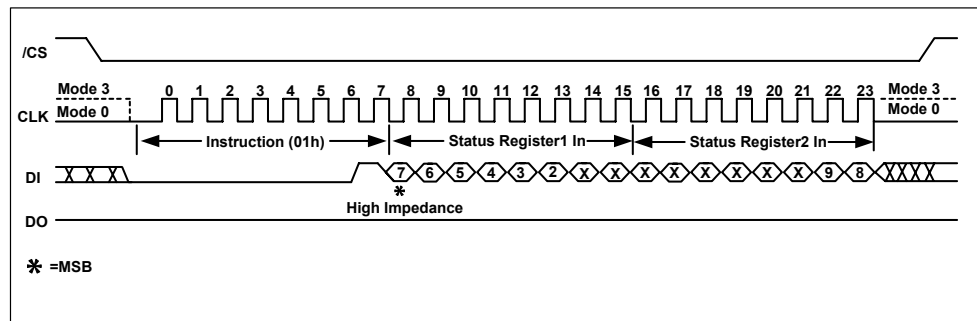 /CS
Mode 3
0 1 2 3 4 5 6 7 8 9 10 11 12 13 14 15 16 17 18 19 20 21 22 23
Mode 3
CLK
Mode 0
Mode 0
Instruction (01h)
Status Register1 In
Status Register2 In
DI
X X X
7 6 5 4 3 2 X X X X X X X X 9 8
X X X X
*
High Impedance
DO
* =MSB